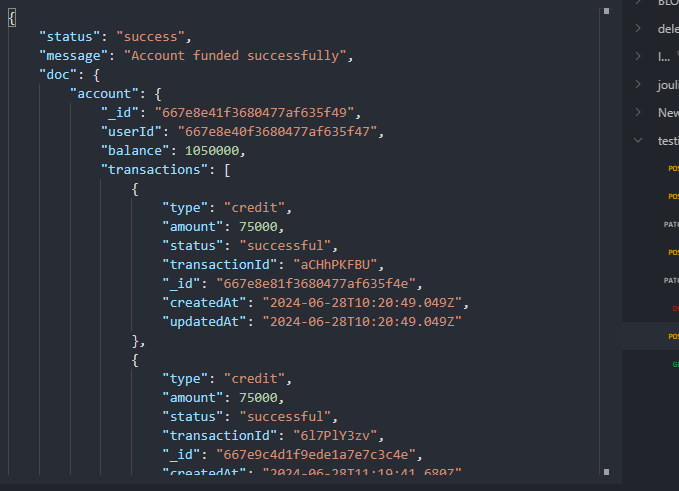 {
"status": "success",
"message": "Account funded successfully",
"doc": {
"account": {
"_id": "667e8e41f3680477af635f49",
"userId": "667e8e40f3680477af635f47",
"balance": 1050000,
"transactions": [
{
"type": "credit",
"amount": 75000,
"status": "successful",
"transactionId": "aCHhPKFBU",
"_id": "667e8e81f3680477af635f4e",
"createdAt": "2024-06-28T10:20:49.049Z",
"updatedAt": "2024-06-28T10:20:49.049Z"
},
{
"type": "credit",
"amount": 75000,
"status": "successful",
"transactionId": "6l7PlY3zv",
"_id": "667e9c4d1f9ede1a7e7c3c4e",
"createdAt": "2024-06-28T11:19:41.680Z"
BLO
dele
I...
jouli
New
testi
POS
POS
PATC
POS
PATC
POS